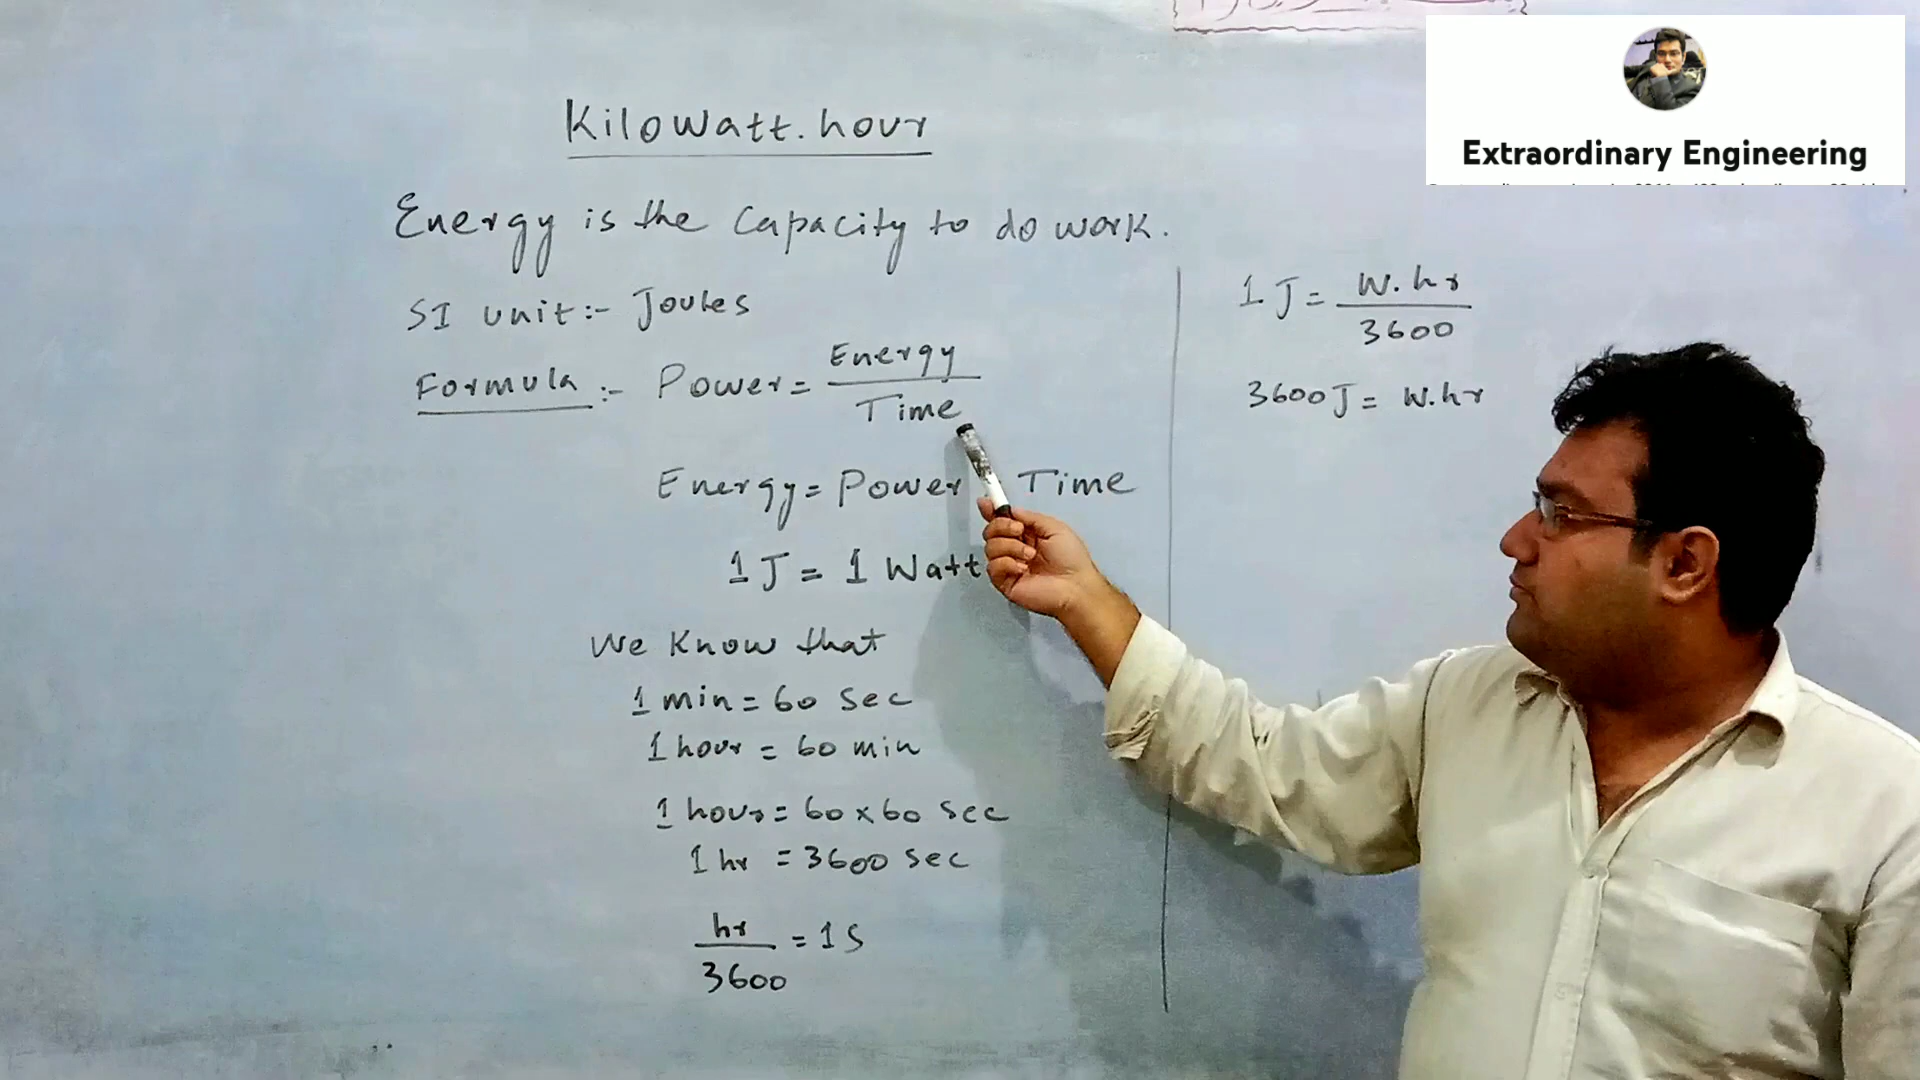 Kilowatt.hour
Energy is the Capacity to do work.
SI unit:- Joules
Formula :- Power = Energy / Time
Energy = Power Time
1 J = 1 Watt
We Know that
1 min = 60 Sec
1 hour = 60 min
1 hour = 60 x 60 sec
1 hr = 3600 sec
hr / 3600 = 1 S
1 J = W.hr / 3600
3600 J = W.hr
Extraordinary Engineering